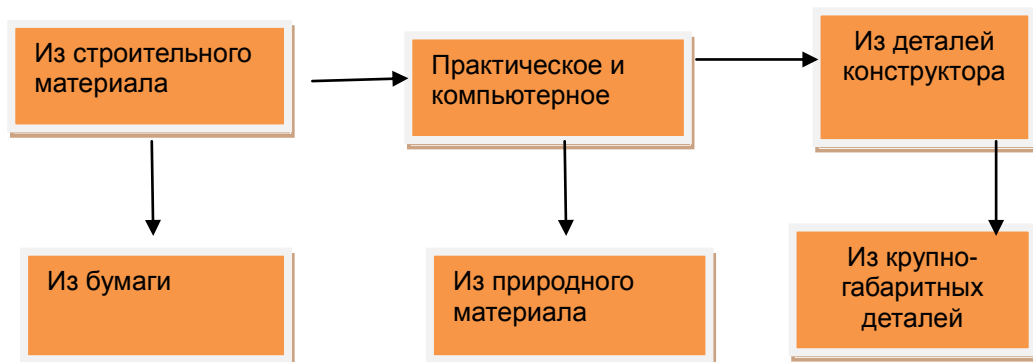 Из строительного
материала
Практическое и
компьютерное
Из деталей
конструктора
Из бумаги
Из природного
материала
Из крупно-
габаритных
деталей